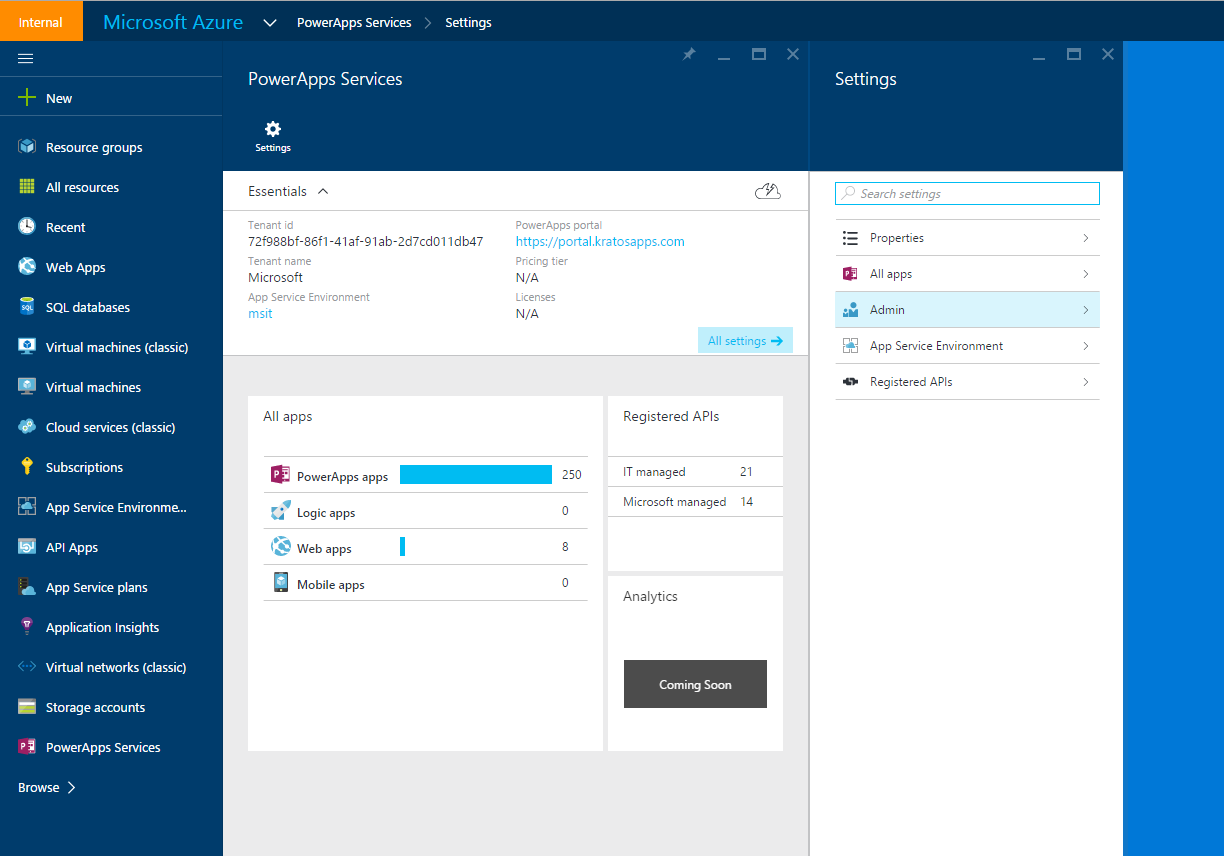 Internal
Microsoft Azure
PowerApps Services
Settings
New
Resource groups
All resources
Recent
Web Apps
SQL databases
Virtual machines (classic)
Virtual machines
Cloud services (classic)
Subscriptions
App Service Environme...
API Apps
App Service plans
Application Insights
Virtual networks (classic)
Storage accounts
PowerApps Services
Browse
PowerApps Services
Settings
Essentials
Tenant id
72f988bf-86f1-41af-91ab-2d7cd011db47
Tenant name
Microsoft
App Service Environment
msit
PowerApps portal
https://portal.kratosapps.com
Pricing tier
N/A
Licenses
N/A
All settings
All apps
PowerApps apps 250
Logic apps 0
Web apps 8
Mobile apps 0
Registered APIs
IT managed 21
Microsoft managed 14
Analytics
Coming Soon
Settings
Search settings
Properties
All apps
Admin
App Service Environment
Registered APIs